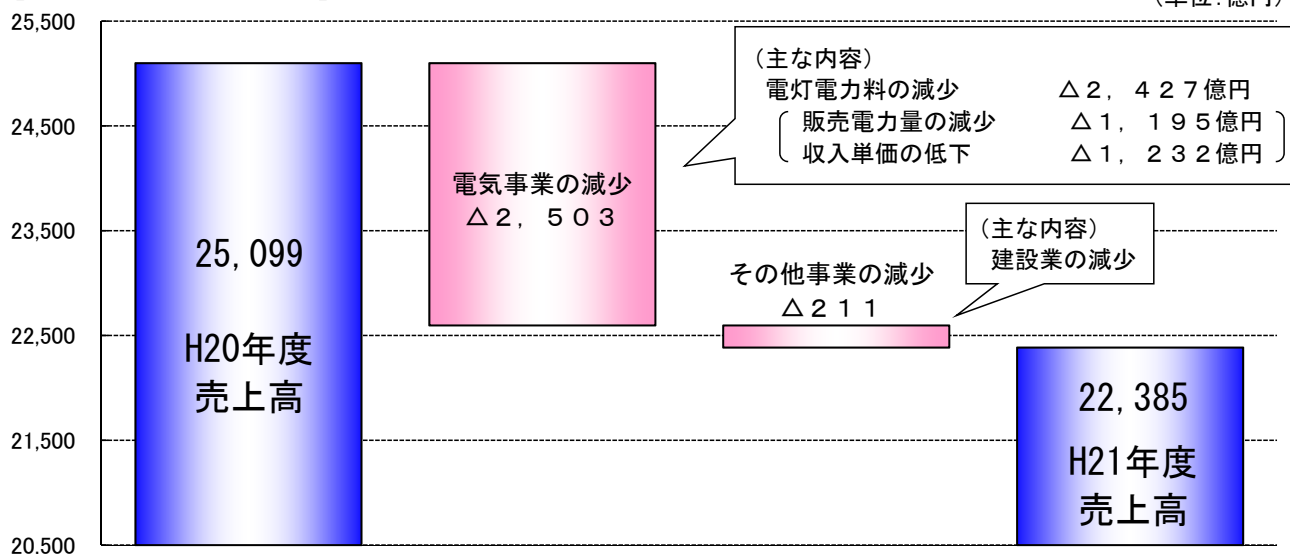 (単位:億円)
25,500
24,500
23,500
22,500
21,500
20,500
25,099
H20年度
売上高
電気事業の減少
△2,503
(主な内容)
電灯電力料の減少 △2,427億円
販売電力量の減少 △1,195億円
収入単価の低下 △1,232億円
その他事業の減少
△211
(主な内容)
建設業の減少
22,385
H21年度
売上高